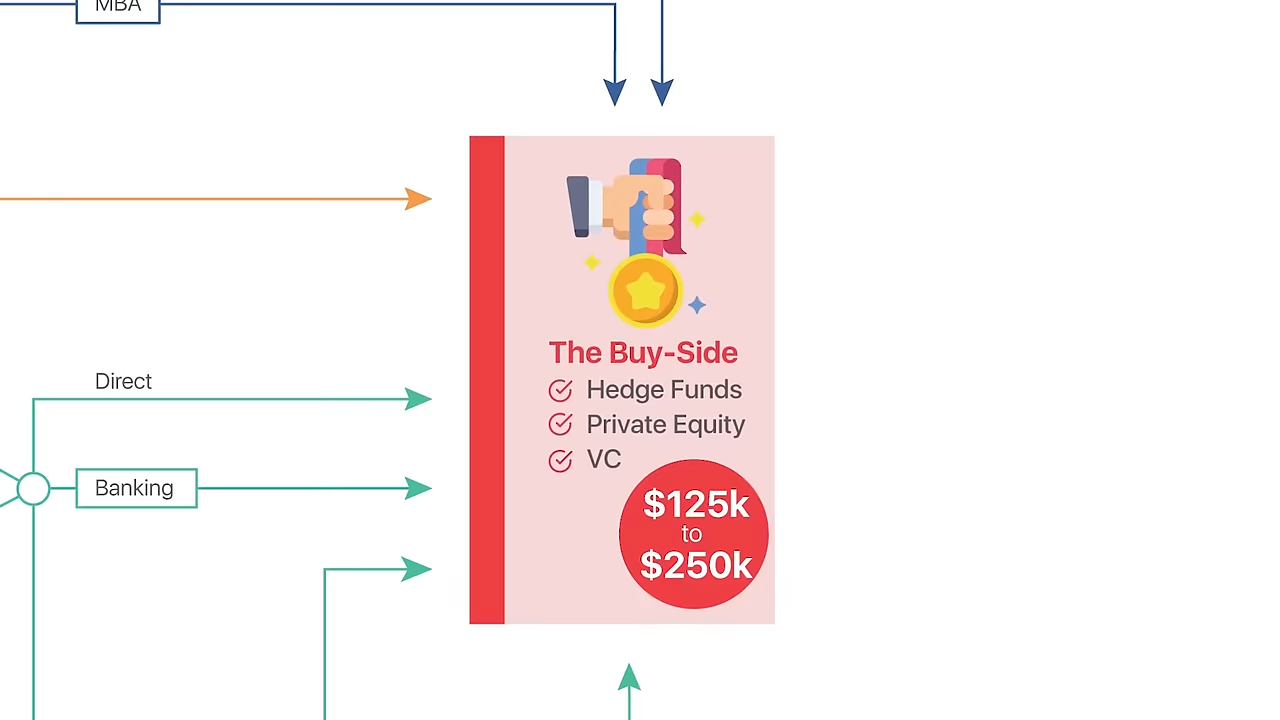 MBA
The Buy-Side
Hedge Funds
Private Equity
VC
$125k
to
$250k
Direct
Banking